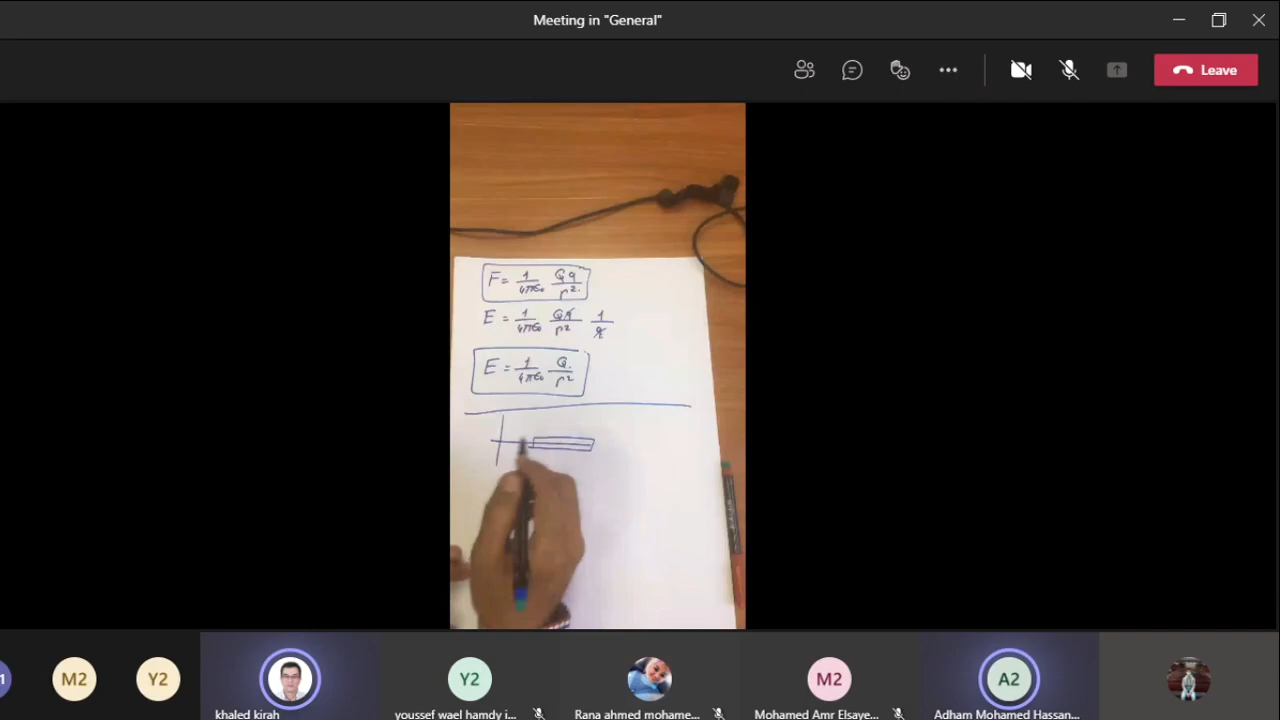 Meeting in "General"
Leave
F = 1/4πε₀ Qq/r²
E = 1/4πε₀ Qq/r² 1/q
E = 1/4πε₀ Q/r²
1
M2
Y2
khaled kirah
Y2
youssef wael hamdy i...
Rana ahmed mohame...
M2
Mohamed Amr Elsaye...
A2
Adham Mohamed Hassan...